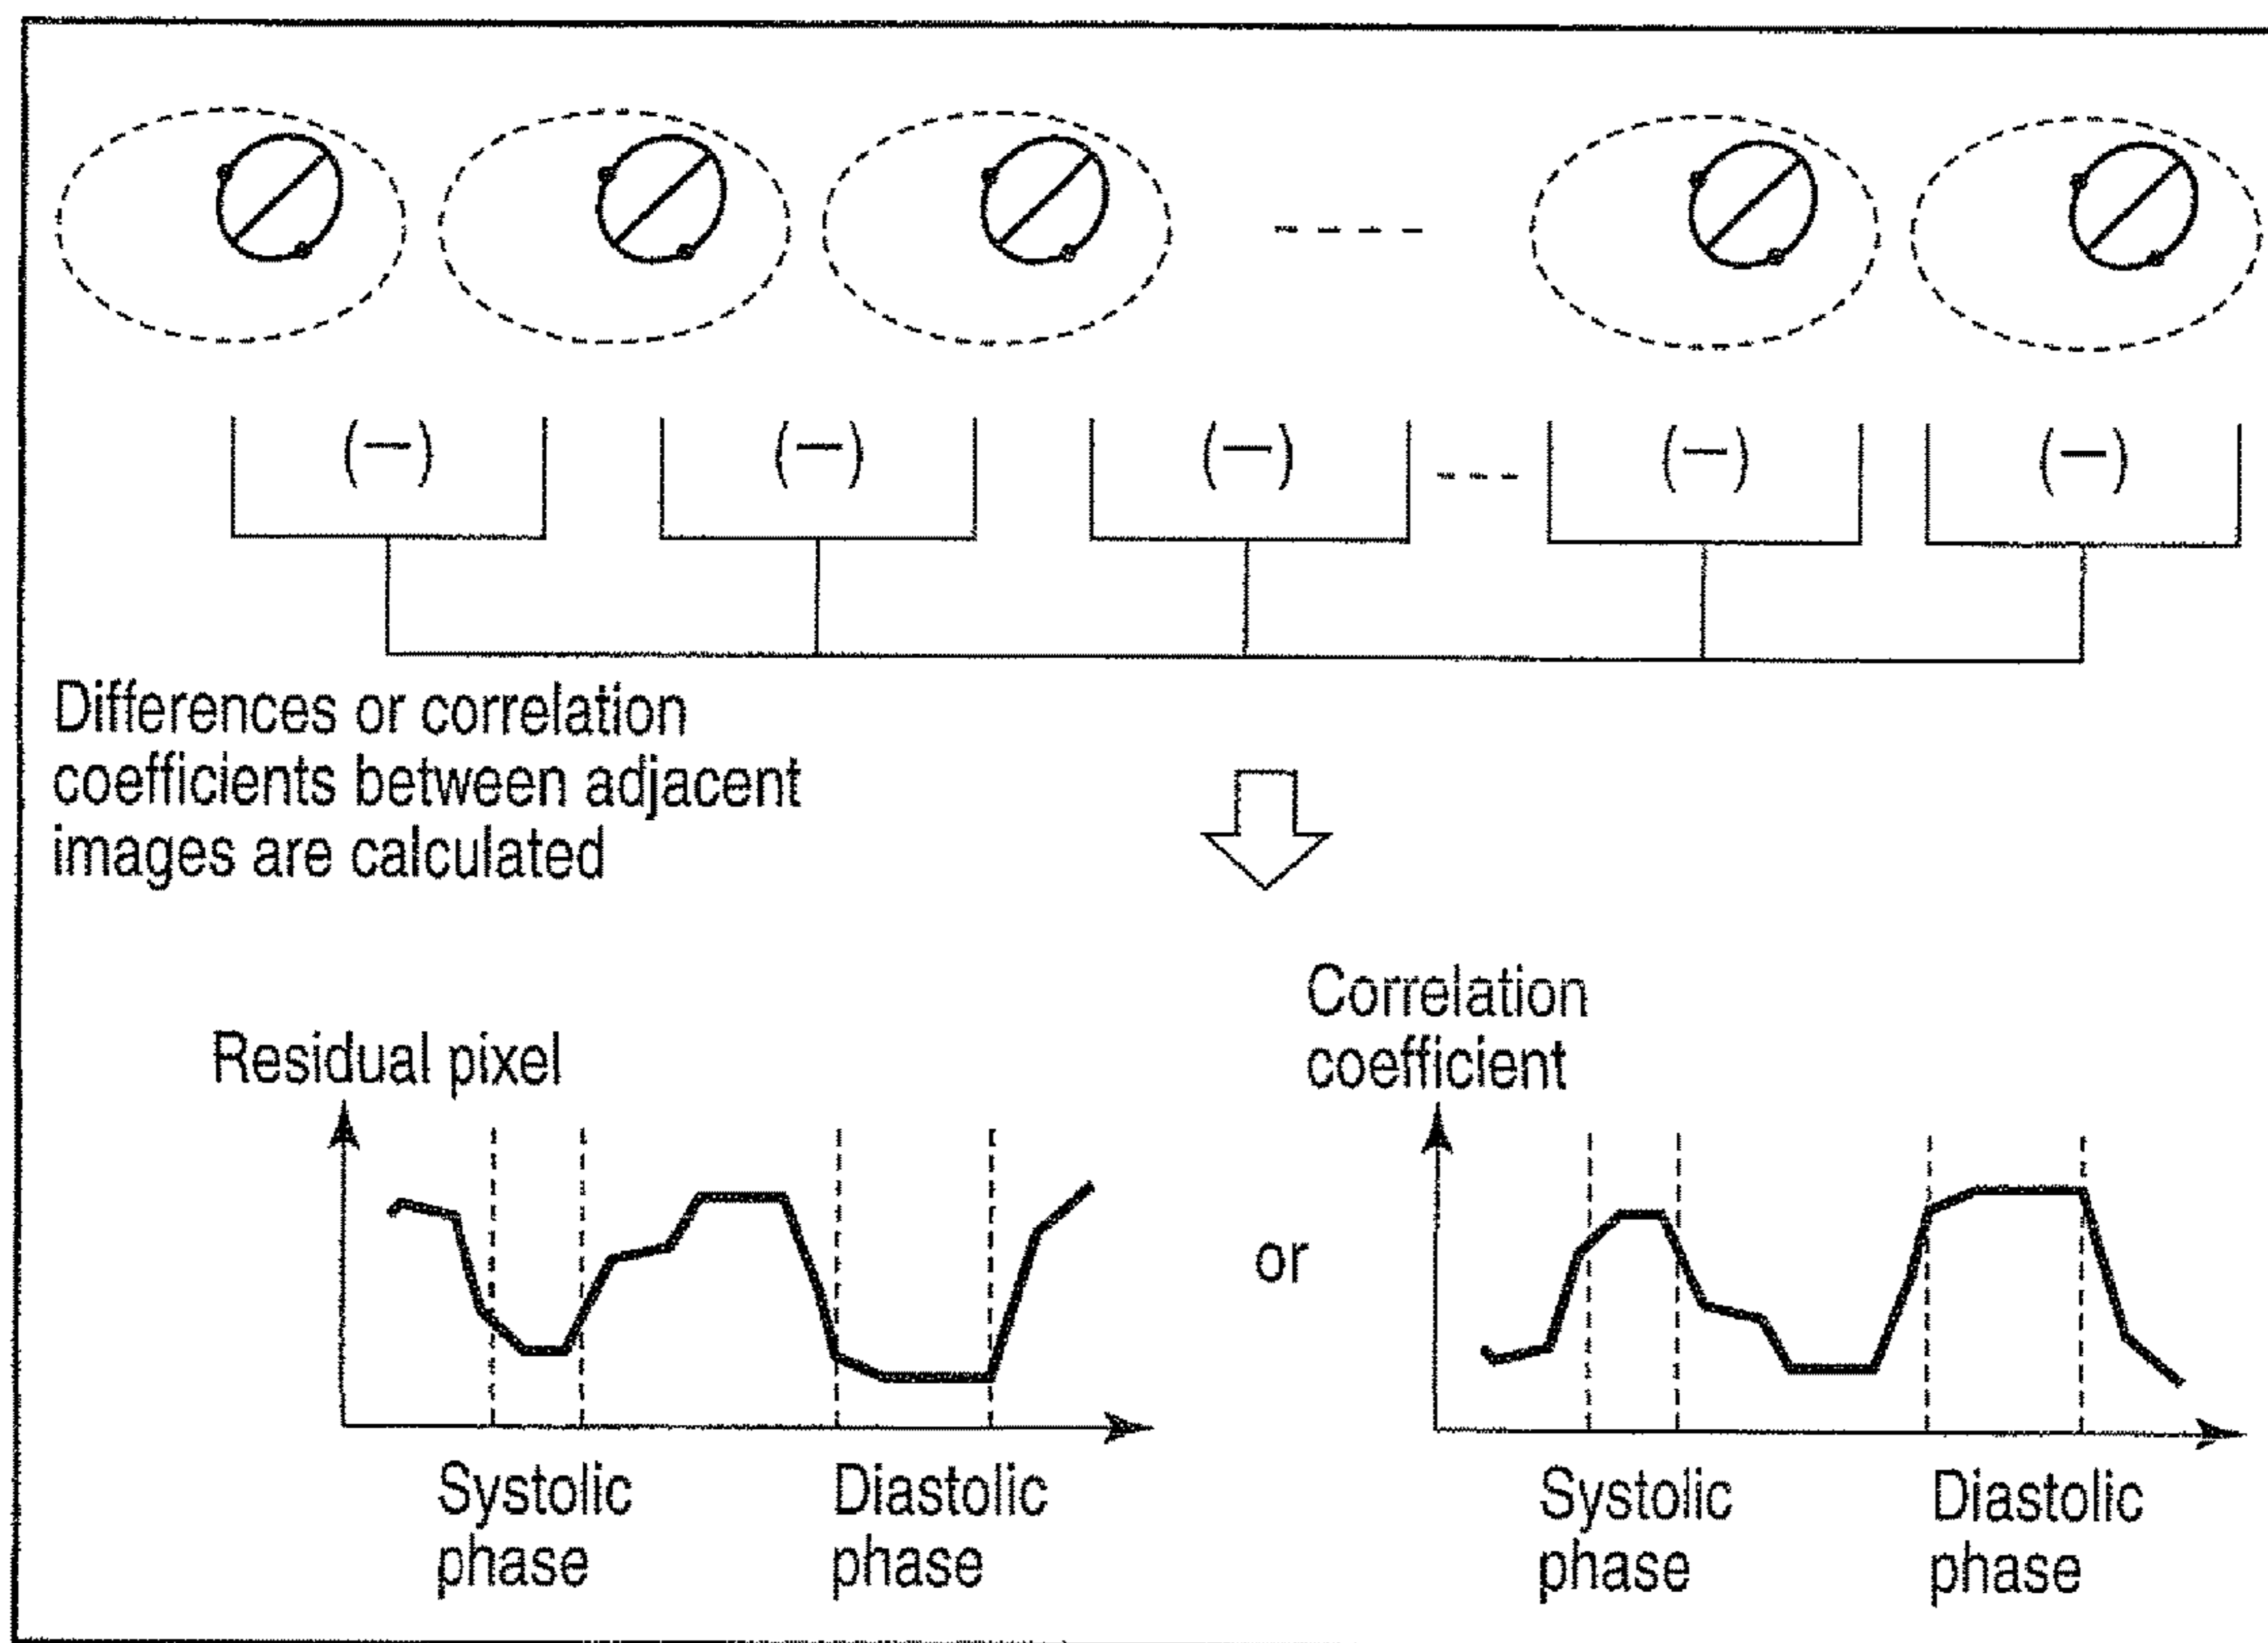 (—) (—) (—) (—) (—)
Differences or correlation
coefficients between adjacent
images are calculated
Residual pixel
Systolic
phase
Diastolic
phase
or
Correlation
coefficient
Systolic
phase
Diastolic
phase